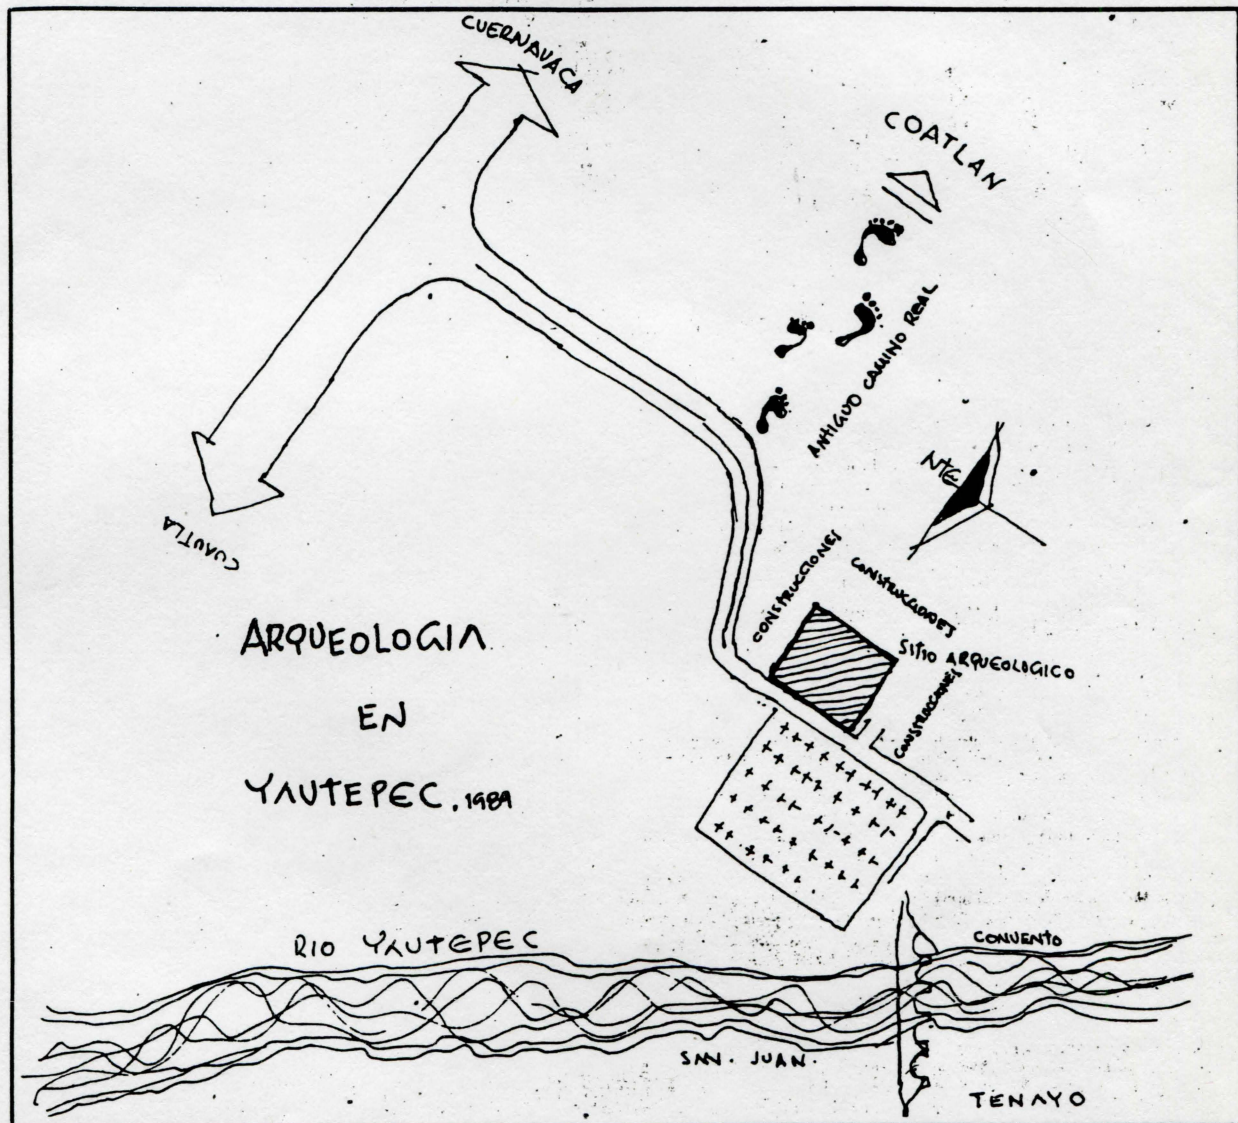 CUERNAVACA
COATLAN
ANTIGUO CAMINO REAL
NTE
CUAUTLA
CONSTRUCCIONES
CONSTRUCCIONES
SITIO ARQUEOLOGICO
CONSTRUCCIONES
ARQUEOLOGIA
EN
YAUTEPEC, 1989
RIO YAUTEPEC
CONVENTO
SAN. JUAN.
TENAYO